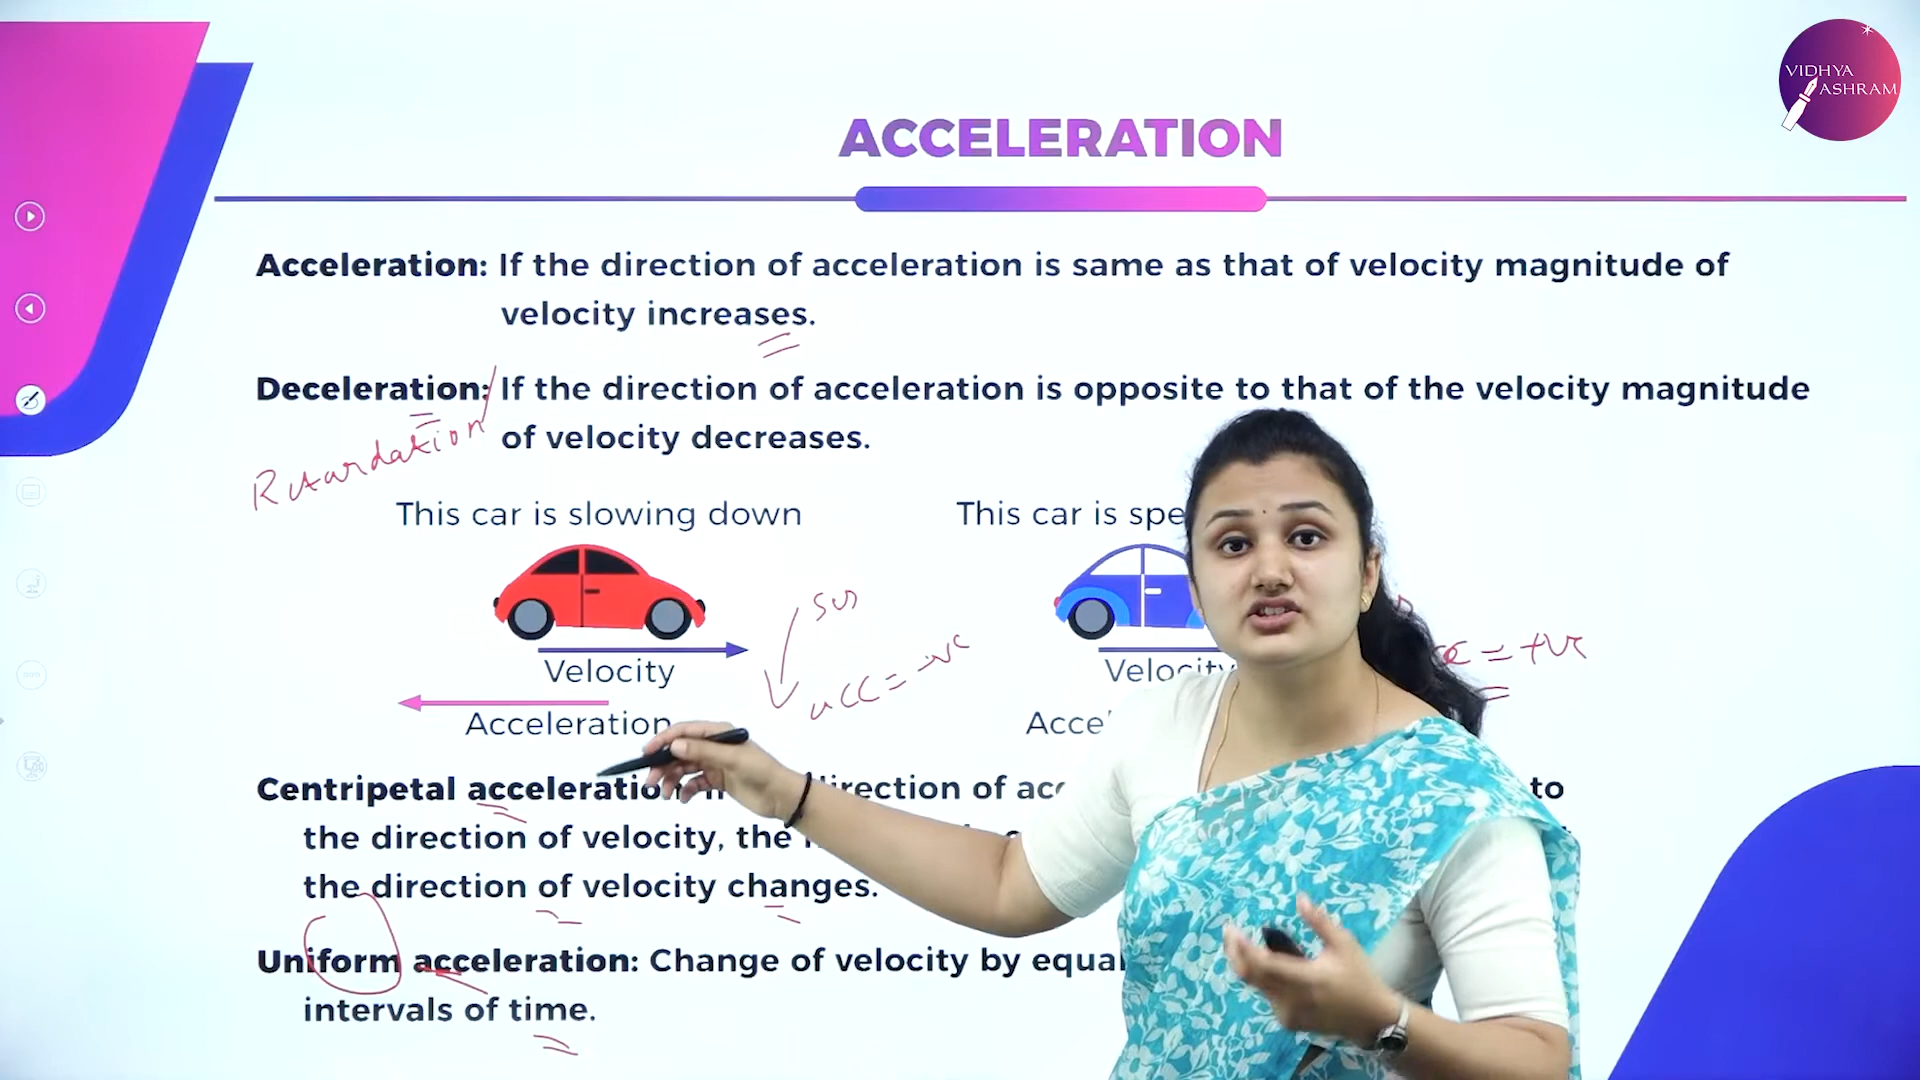 VIDHYA
ASHRAM
ACCELERATION
Acceleration: If the direction of acceleration is same as that of velocity magnitude of
velocity increases.
Deceleration: If the direction of acceleration is opposite to that of the velocity magnitude
of velocity decreases.
Retardation
This car is slowing down
This car is spe
Velocity
Acceleration
acc = -ve
Velocity
Acce
= +ve
Centripetal acceleration direction of acc to
the direction of velocity, the
the direction of velocity changes.
Uniform acceleration: Change of velocity by equal
intervals of time.